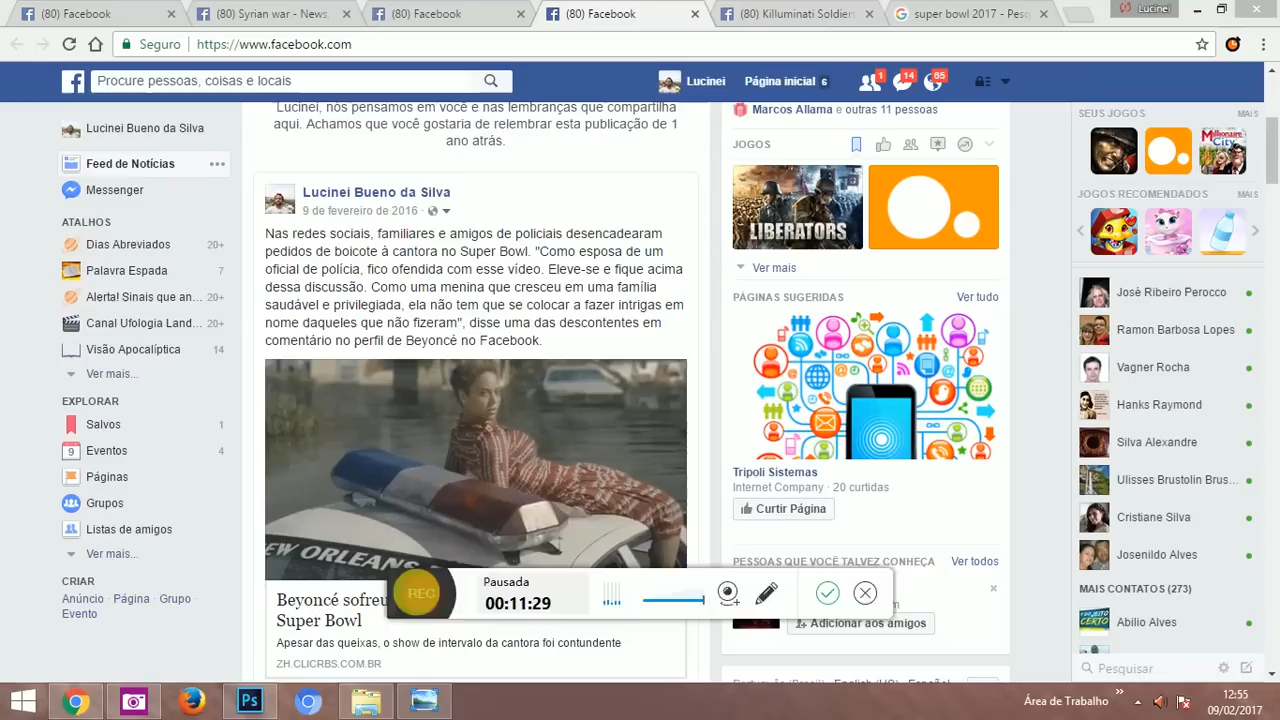 (80) Facebook
(80) Syrian war - News.
(80) Facebook
(80) Facebook
(80) Killuminati Soldiers
super bowl 2017 - Pesq
Lucinei
Seguro
https://www.facebook.com
Procure pessoas, coisas e locais
Lucinei
Página inicial 6
1
14
65
Lucinei Bueno da Silva
Feed de Notícias
Messenger
ATALHOS
Dias Abreviados 20+
Palavra Espada 7
Alerta! Sinais que an... 20+
Canal Ufologia Land... 20+
Visão Apocalíptica 14
Ver mais...
EXPLORAR
Salvos 1
9
Eventos 4
Páginas
Grupos
Listas de amigos
Ver mais...
CRIAR
Anúncio · Página · Grupo ·
Evento
"Lucinei, nós pensamos em você e nas lembranças que compartilha
aqui. Achamos que você gostaria de relembrar esta publicação de 1
ano atrás.
Lucinei Bueno da Silva
9 de fevereiro de 2016 ·
Nas redes sociais, familiares e amigos de policiais desencadearam
pedidos de boicote à cantora no Super Bowl. "Como esposa de um
oficial de polícia, fico ofendida com esse vídeo. Eleve-se e fique acima
dessa discussão. Como uma menina que cresceu em uma família
saudável e privilegiada, ela não tem que se colocar a fazer intrigas em
nome daqueles que não fizeram", disse uma das descontentes em
comentário no perfil de Beyoncé no Facebook.
EW ORLEAN
Beyoncé sofreu
Super Bowl
Apesar das queixas, o show de intervalo da cantora foi contundente
ZH.CLICRBS.COM.BR
REC
Pausada
00:11:29
Marcos Allama e outras 11 pessoas
JOGOS
LIBERATORS
Ver mais
PÁGINAS SUGERIDAS
Ver tudo
Tripoli Sistemas
Internet Company · 20 curtidas
Curtir Página
PESSOAS QUE VOCÊ TALVEZ CONHEÇA
Ver todos
Adicionar aos amigos
SEUS JOGOS
MAIS
Millionaire
City
JOGOS RECOMENDADOS
MAIS
José Ribeiro Perocco
Ramon Barbosa Lopes
Vagner Rocha
Hanks Raymond
Silva Alexandre
Ulisses Brustolin Brus...
Cristiane Silva
Josenildo Alves
MAIS CONTATOS (273)
Abilio Alves
Pesquisar
Ps
Área de Trabalho
12:55
09/02/2017